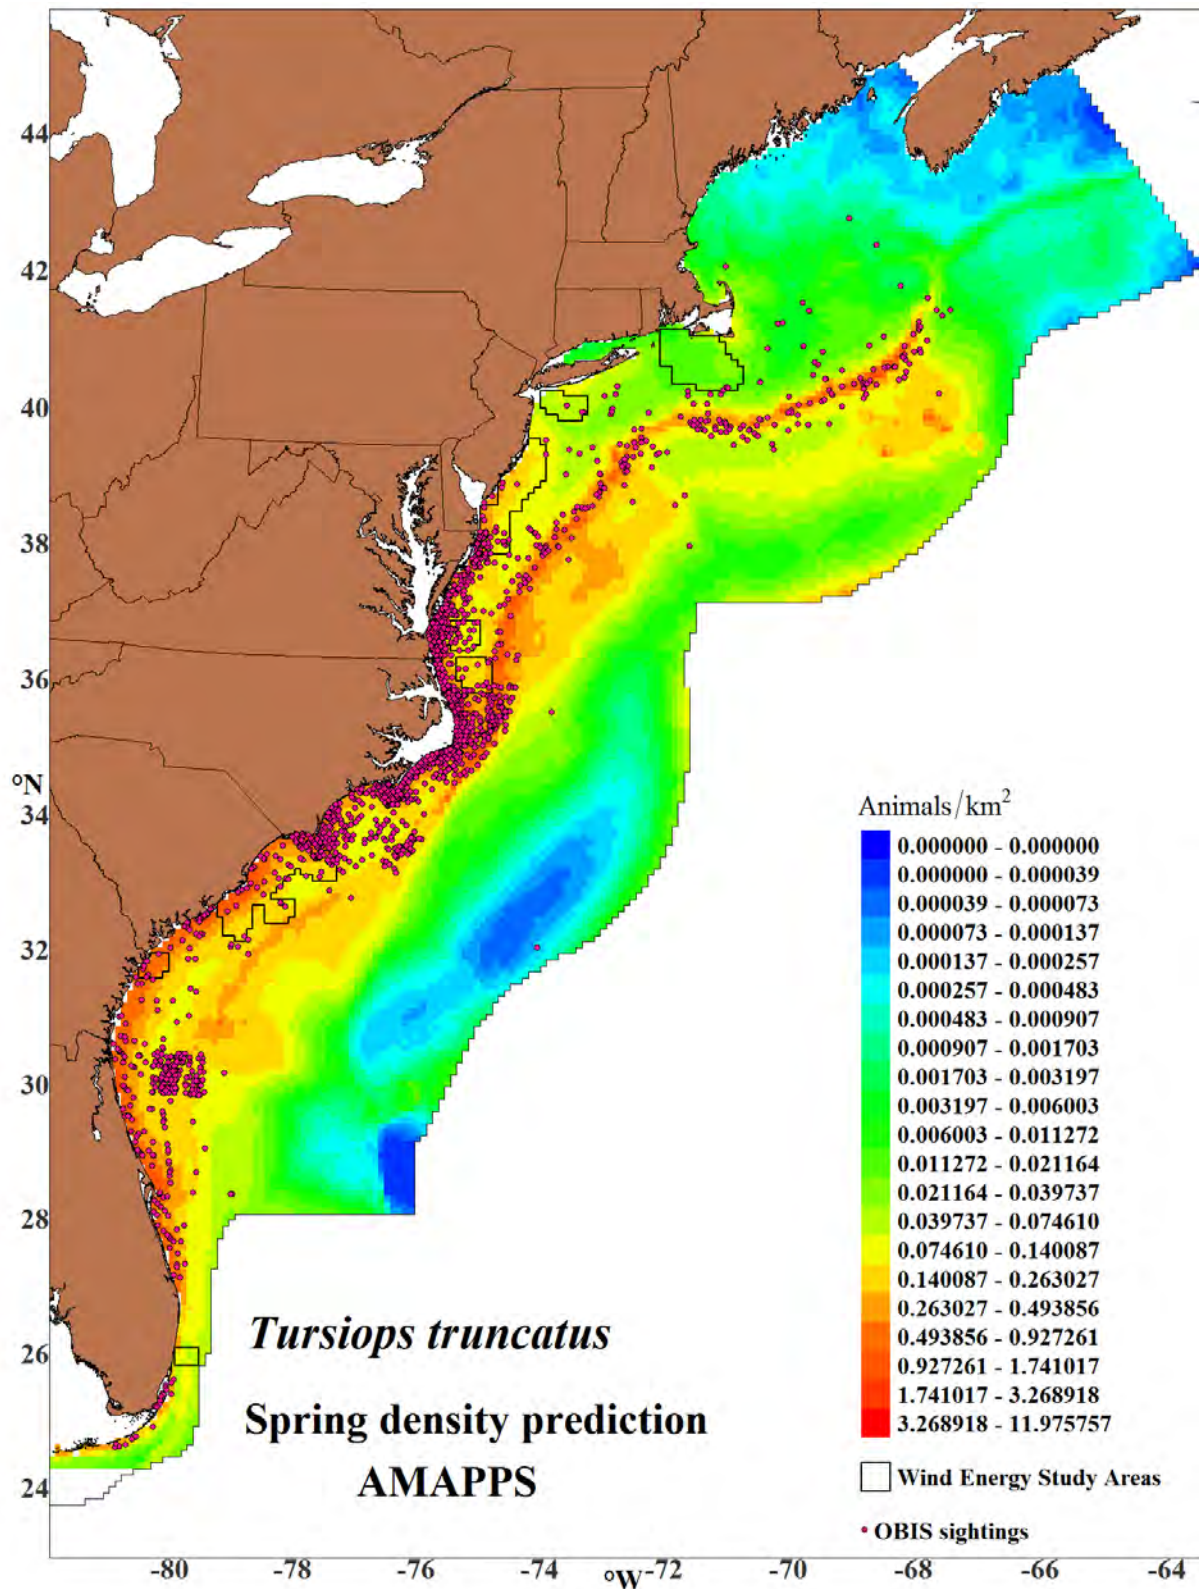 44
42
40
38
36
°N
34
32
30
28
26
24
Animals/km²
0.000000 - 0.000000
0.000000 - 0.000039
0.000039 - 0.000073
0.000073 - 0.000137
0.000137 - 0.000257
0.000257 - 0.000483
0.000483 - 0.000907
0.000907 - 0.001703
0.001703 - 0.003197
0.003197 - 0.006003
0.006003 - 0.011272
0.011272 - 0.021164
0.021164 - 0.039737
0.039737 - 0.074610
0.074610 - 0.140087
0.140087 - 0.263027
0.263027 - 0.493856
0.493856 - 0.927261
0.927261 - 1.741017
1.741017 - 3.268918
3.268918 - 11.975757
Wind Energy Study Areas
OBIS sightings
Tursiops truncatus
Spring density prediction
AMAPPS
-80 -78 -76 -74 -72 -70 -68 -66 -64
°W